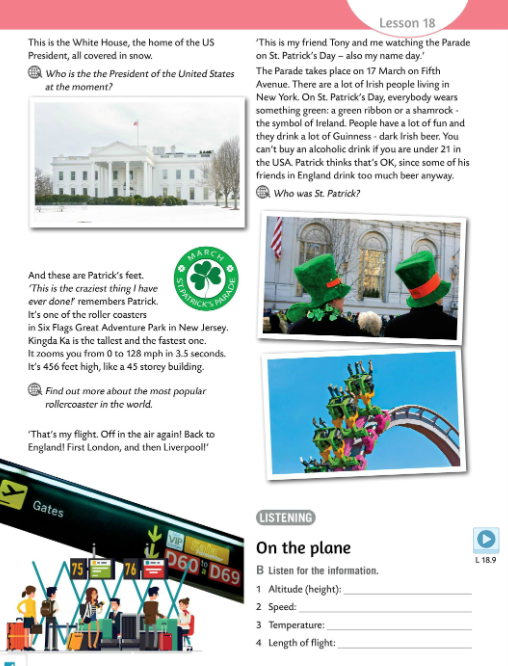 Lesson 18
This is the White House, the home of the US
President, all covered in snow.
Who is the the President of the United States
at the moment?
And these are Patrick's feet.
'This is the craziest thing I have
ever done!' remembers Patrick.
It's one of the roller coasters
in Six Flags Great Adventure Park in New Jersey.
Kingda Ka is the tallest and the fastest one.
It zooms you from 0 to 128 mph in 3.5 seconds.
It's 456 feet high, like a 45 storey building.
MARCH
ST. PATRICK'S PARADE
Find out more about the most popular
rollercoaster in the world.
'That's my flight. Off in the air again! Back to
England! First London, and then Liverpool!'
Gates
VIP
D60 to a D69
75
76
'This is my friend Tony and me watching the Parade
on St. Patrick's Day – also my name day.'
The Parade takes place on 17 March on Fifth
Avenue. There are a lot of Irish people living in
New York. On St. Patrick's Day, everybody wears
something green: a green ribbon or a shamrock -
the symbol of Ireland. People have a lot of fun and
they drink a lot of Guinness - dark Irish beer. You
can't buy an alcoholic drink if you are under 21 in
the USA. Patrick thinks that's OK, since some of his
friends in England drink too much beer anyway.
Who was St. Patrick?
LISTENING
On the plane
L 18.9
B Listen for the information.
1 Altitude (height):
2 Speed:
3 Temperature:
4 Length of flight: